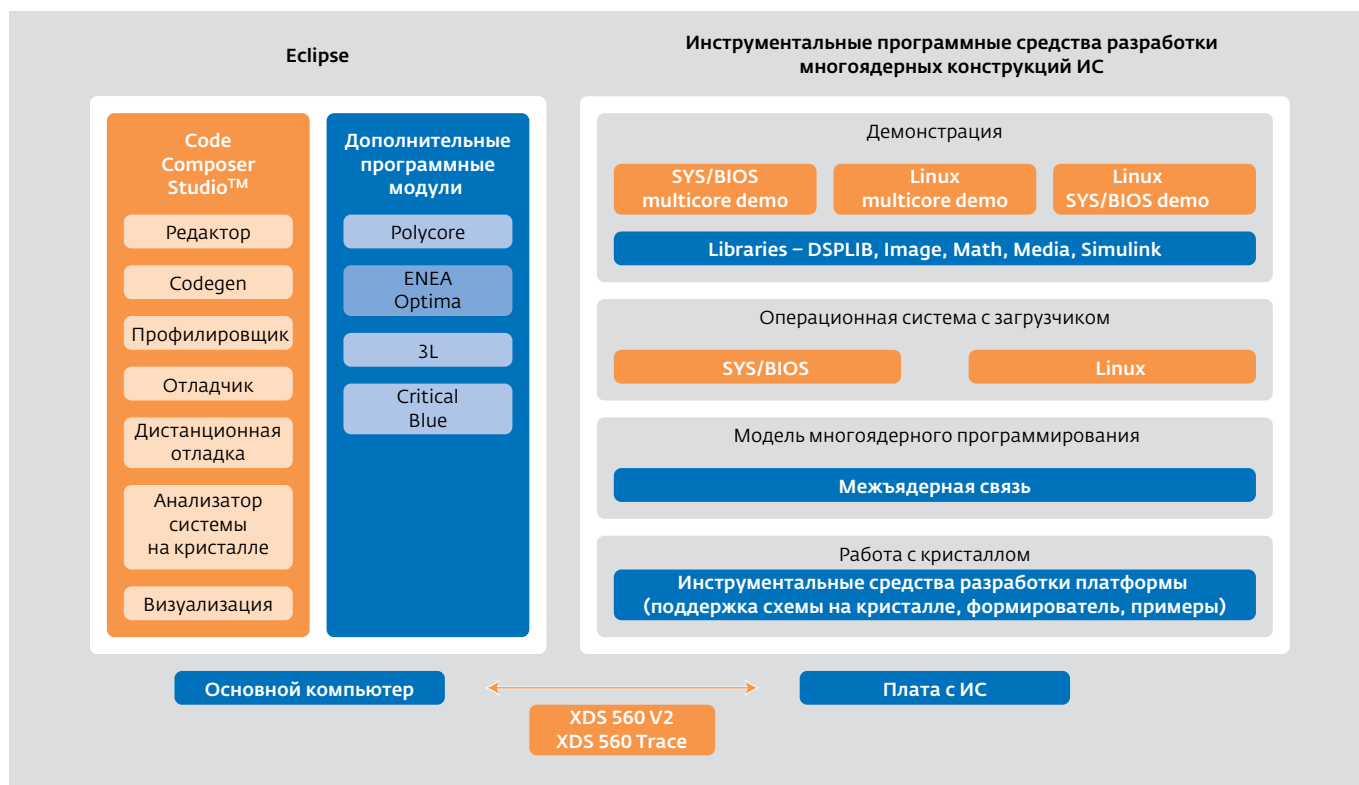 Eclipse
Инструментальные программные средства разработки
многоядерных конструкций ИС
Code
Composer
Studio™
Редактор
Codegen
Профилировщик
Отладчик
Дистанционная
отладка
Анализатор
системы
на кристалле
Визуализация
Дополнительные
программные
модули
Polycore
ENEA
Optima
3L
Critical
Blue
Демонстрация
SYS/BIOS
multicore demo
Linux
multicore demo
Linux
SYS/BIOS demo
Libraries – DSPLIB, Image, Math, Media, Simulink
Операционная система с загрузчиком
SYS/BIOS
Linux
Модель многоядерного программирования
Межъядерная связь
Работа с кристаллом
Инструментальные средства разработки платформы
(поддержка схемы на кристалле, формирователь, примеры)
Основной компьютер
XDS 560 V2
XDS 560 Trace
Плата с ИС